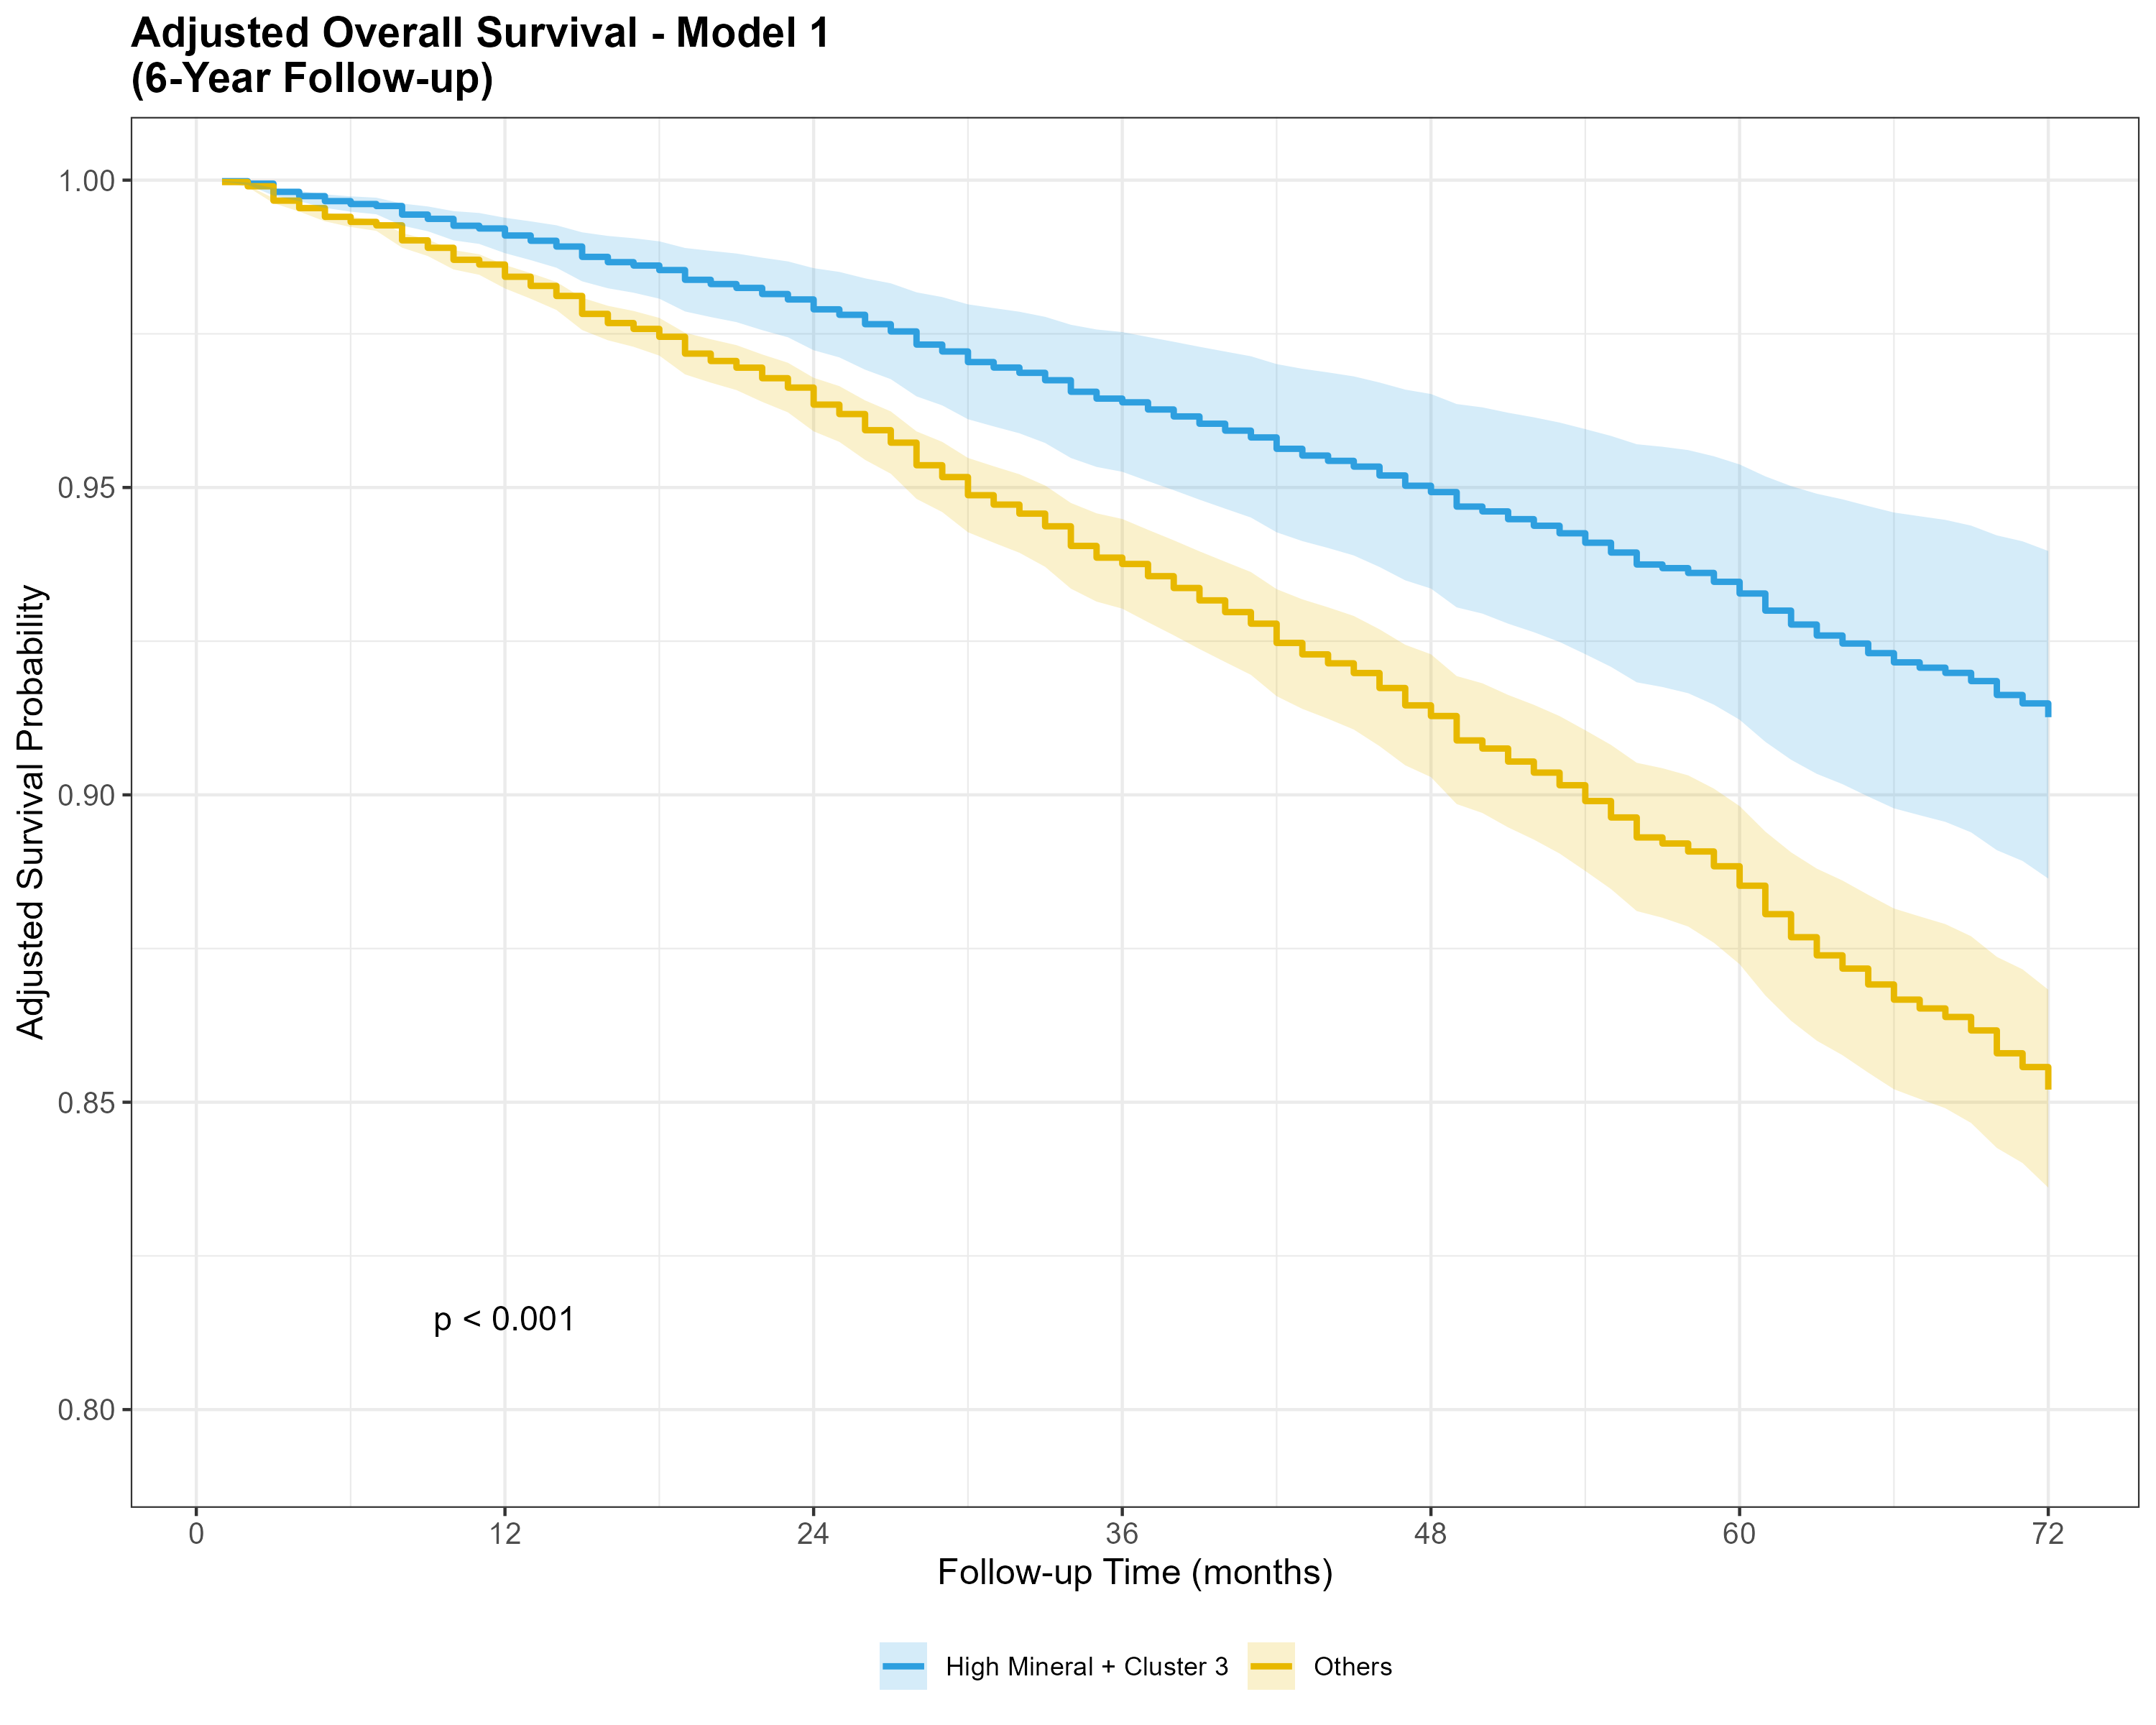 Adjusted Overall Survival - Model 1
(6-Year Follow-up)
Adjusted Survival Probability
1.00
0.95
0.90
0.85
0.80
p < 0.001
0 12 24 36 48 60 72
Follow-up Time (months)
High Mineral + Cluster 3 Others